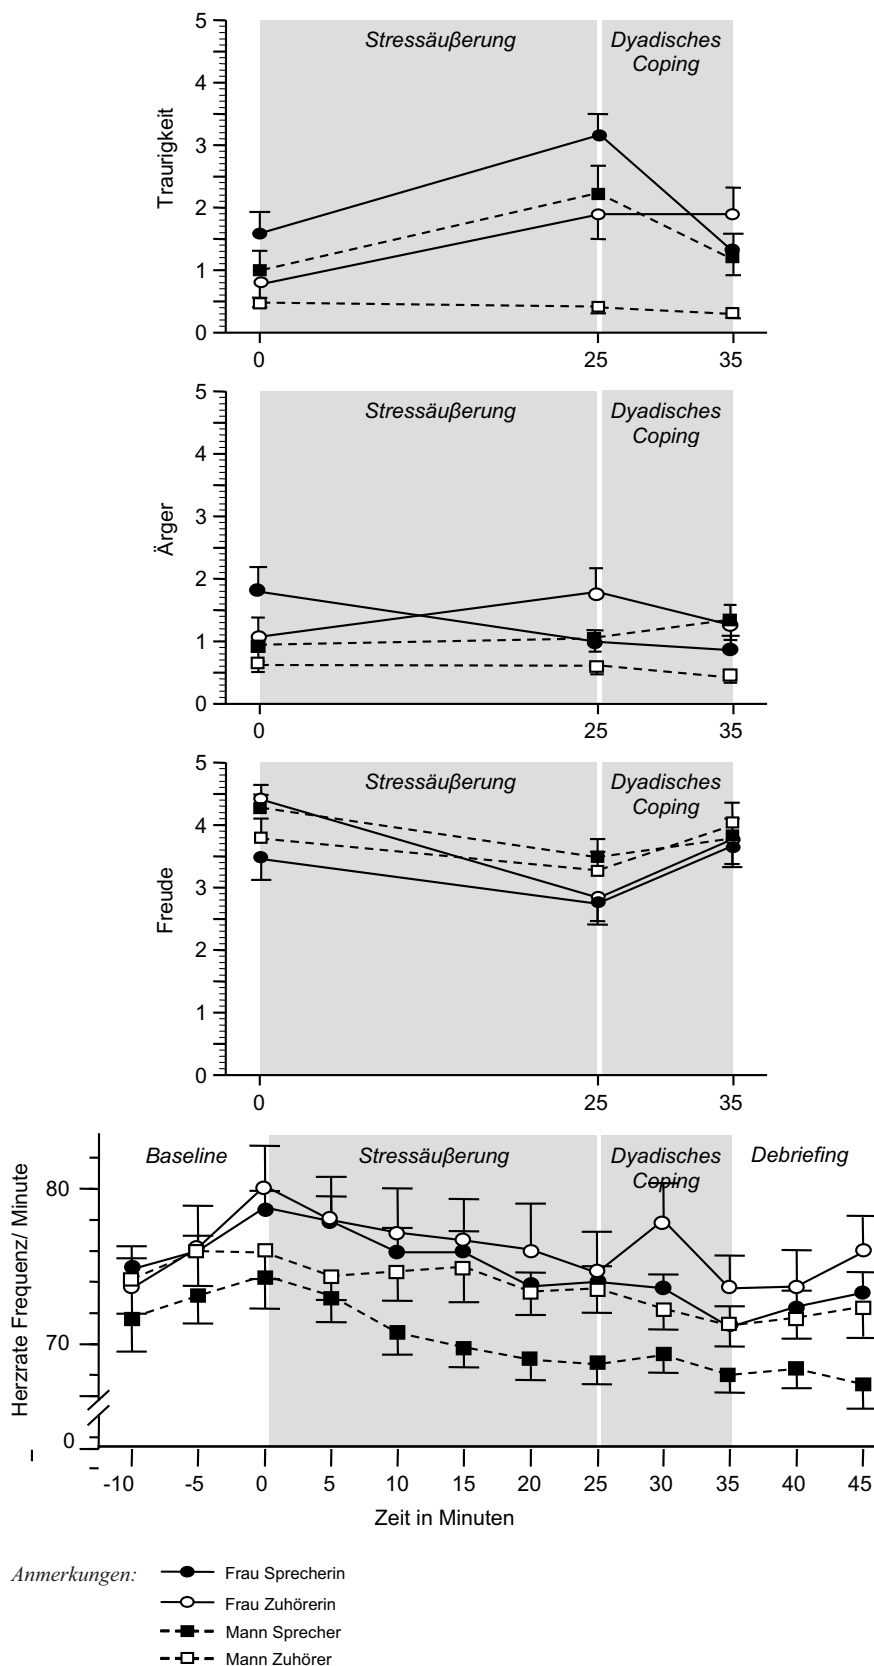 5
Stressäußerung
Dyadisches
Coping
4
3
2
1
0
Traurigkeit
0
25
35
5
Stressäußerung
Dyadisches
Coping
4
3
2
1
0
Ärger
0
25
35
5
Stressäußerung
Dyadisches
Coping
4
3
2
1
0
Freude
0
25
35
Baseline
Stressäußerung
Dyadisches
Coping
Debriefing
80
70
0
Herzrate Frequenz/ Minute
-10 -5 0 5 10 15 20 25 30 35 40 45
Zeit in Minuten
Anmerkungen:
Frau Sprecherin
Frau Zuhörerin
Mann Sprecher
Mann Zuhörer